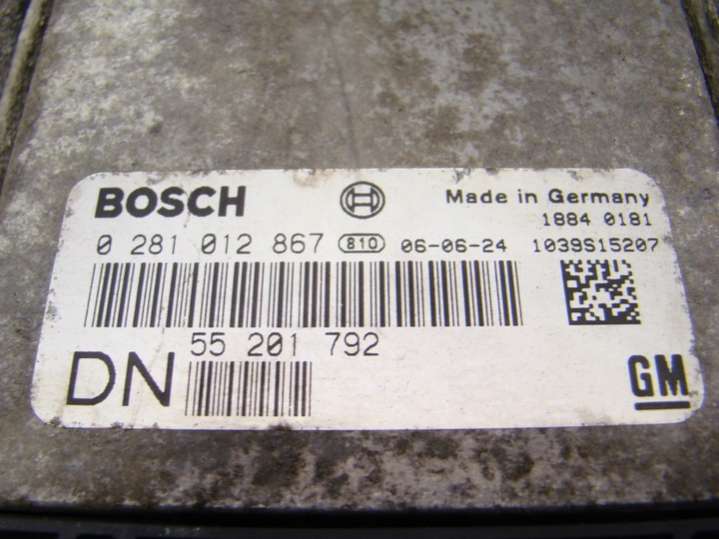 BOSCH Made in Germany
1884 0181
0 281 012 867 810 06-06-24 1039S15207
DN 55 201 792
GM